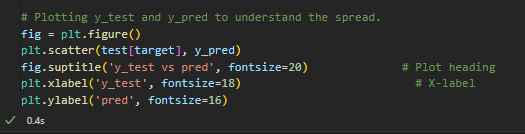 # Plotting y_test and y_pred to understand the spread.
fig = plt.figure()
plt.scatter(test[target], y_pred)
fig.suptitle('y_test vs pred', fontsize=20)              # Plot heading
plt.xlabel('y_test', fontsize=18)                          # X-label
plt.ylabel('pred', fontsize=16)
0.4s